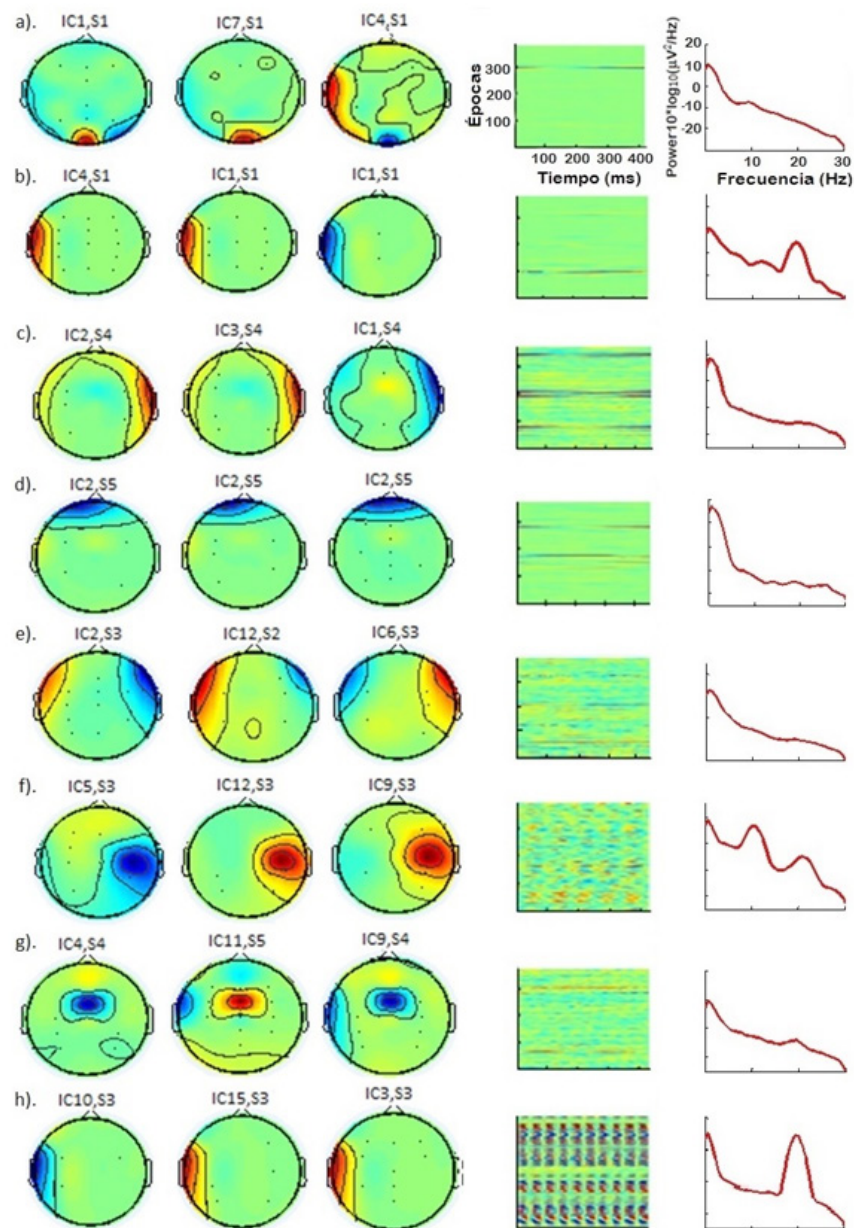 a). IC1,S1 IC7,S1 IC4,S1
Épocas
300
200
100
0 100 200 300 400
Tiempo (ms)
Power10*log10(µV²/Hz)
20
10
0
-10
-20
10 20 30
Frecuencia (Hz)
b). IC4,S1 IC1,S1 IC1,S1
c). IC2,S4 IC3,S4 IC1,S4
d). IC2,S5 IC2,S5 IC2,S5
e). IC2,S3 IC12,S2 IC6,S3
f). IC5,S3 IC12,S3 IC9,S3
g). IC4,S4 IC11,S5 IC9,S4
h). IC10,S3 IC15,S3 IC3,S3